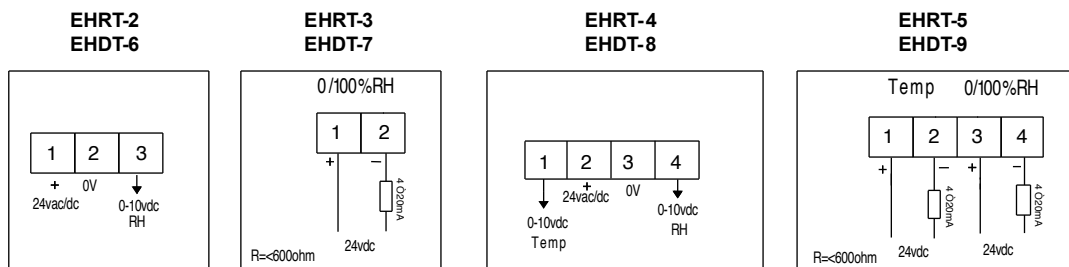 EHRT-2
EHDT-6
1 2 3
+
24vac/dc
0V
0-10vdc
RH
EHRT-3
EHDT-7
0/100%RH
1 2
+ −
4 Ò20mA
R=<600ohm
24vdc
EHRT-4
EHDT-8
1 2 3 4
0-10vdc
Temp
+
24vac/dc
0V
0-10vdc
RH
EHRT-5
EHDT-9
Temp 0/100%RH
1 2 3 4
+ − + −
4 Ò20mA
4 Ò20mA
R=<600ohm
24vdc 24vdc